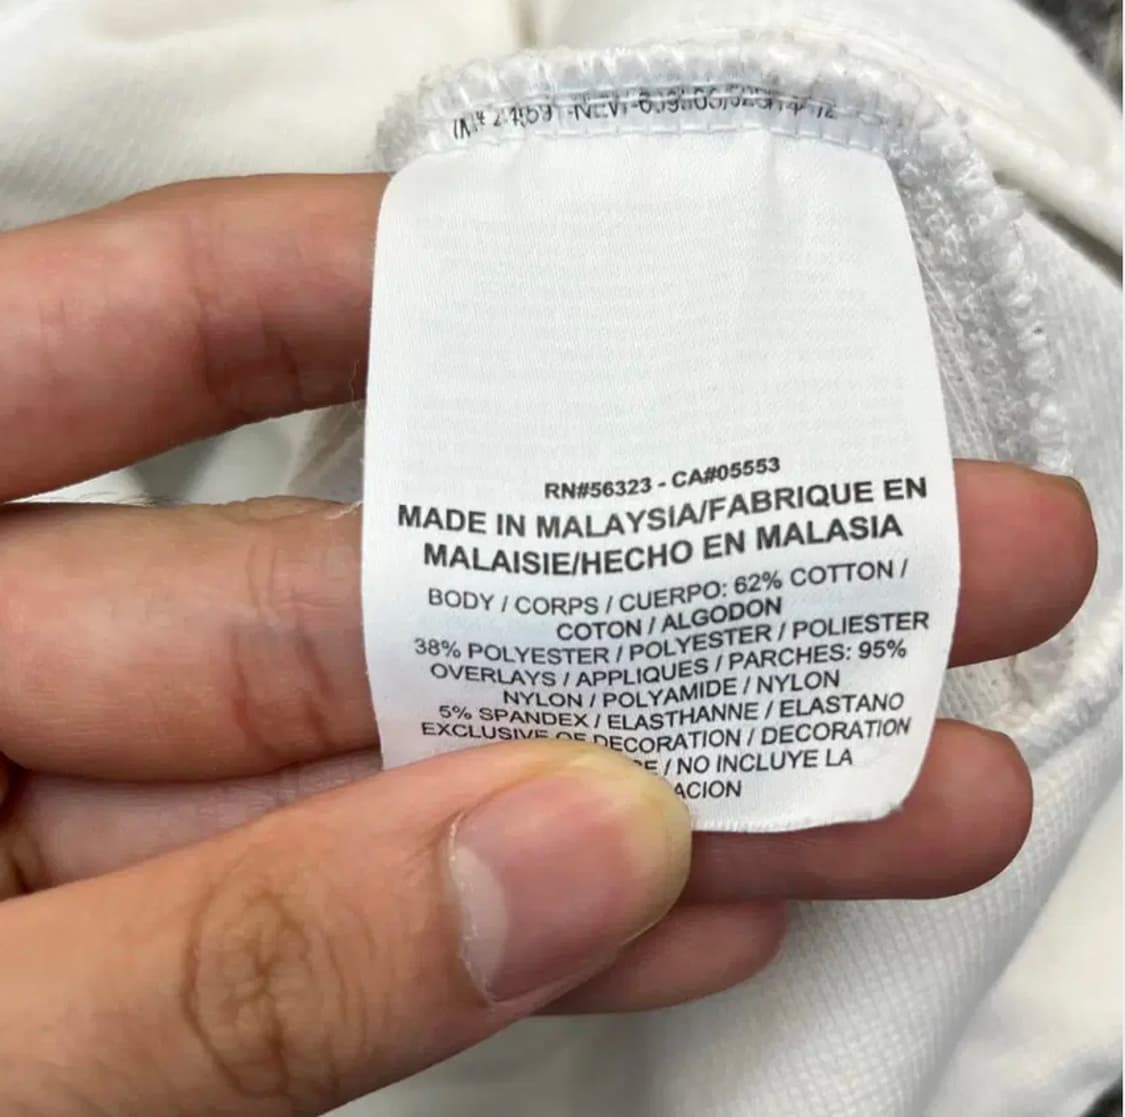 RN#56323 - CA#05553
MADE IN MALAYSIA/FABRIQUE EN
MALAISIE/HECHO EN MALASIA
BODY / CORPS / CUERPO: 62% COTTON /
COTON / ALGODON
38% POLYESTER / POLYESTER / POLIESTER
OVERLAYS / APPLIQUES / PARCHES: 95%
NYLON / POLYAMIDE / NYLON
5% SPANDEX / ELASTHANNE / ELASTANO
EXCLUSIVE OF DECORATION / DECORATION
/ NO INCLUYE LA